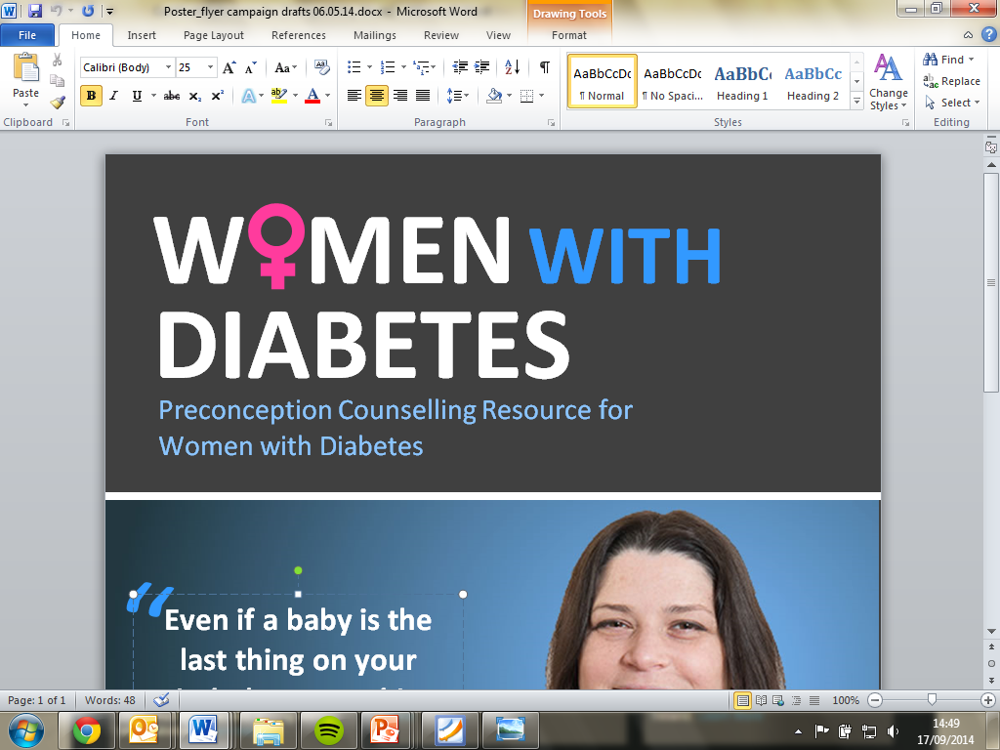 Poster_flyer campaign drafts 06.05.14.docx - Microsoft Word
Drawing Tools
File Home Insert Page Layout References Mailings Review View Format
Calibri (Body) 25
Paste
AaBbCcDc AaBbCcDc AaBbCc AaBbCc
¶ Normal ¶ No Spaci... Heading 1 Heading 2
Change Styles
Find
Replace
Select
Clipboard Font Paragraph Styles Editing
W♀MEN WITH
DIABETES
Preconception Counselling Resource for
Women with Diabetes
“Even if a baby is the
last thing on your
Page: 1 of 1 Words: 48 100%
14:49
17/09/2014